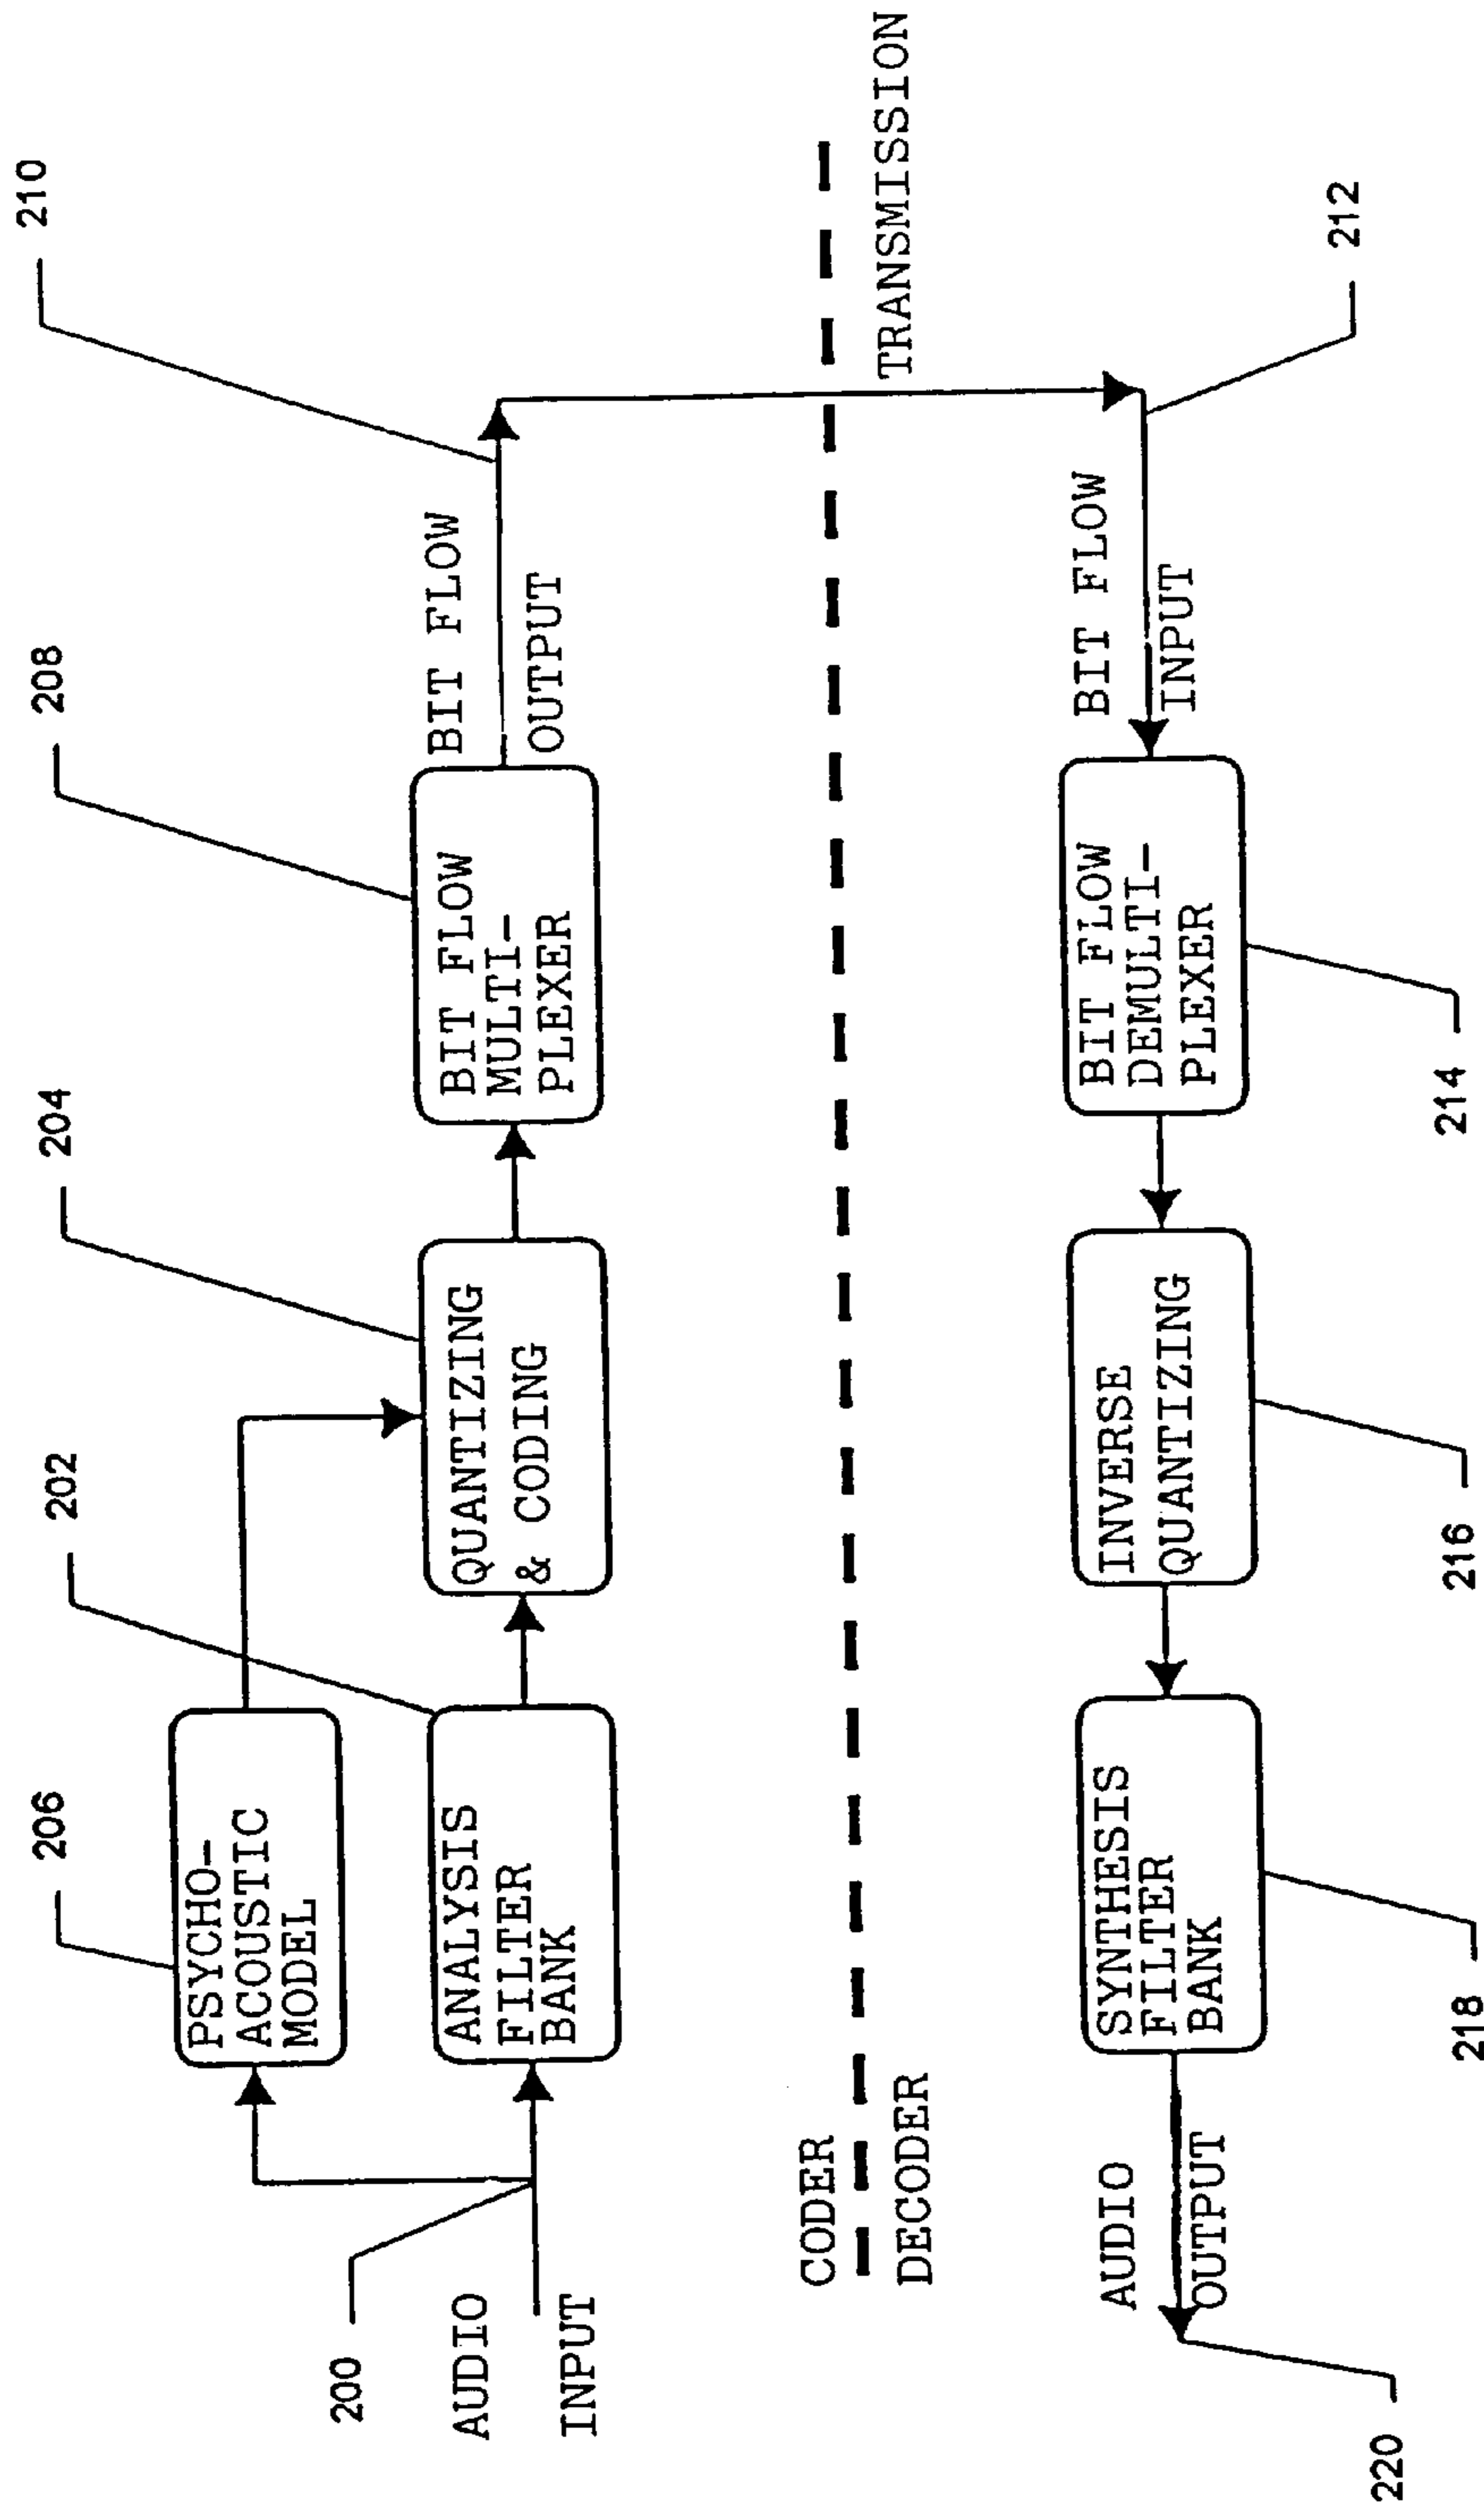 206
202
204
208
210
PSYCHO-
ACOUSTIC
MODEL
200
AUDIO
INPUT
ANALYSIS
FILTER
BANK
QUANTIZING
& CODING
BIT FLOW
MULTI-
PLEXER
BIT FLOW
OUTPUT
CODER
DECODER
TRANSMISSION
AUDIO
OUTPUT
SYNTHESIS
FILTER
BANK
INVERSE
QUANTIZING
BIT FLOW
DEMULTI-
PLEXER
BIT FLOW
INPUT
212
220
218
216
214